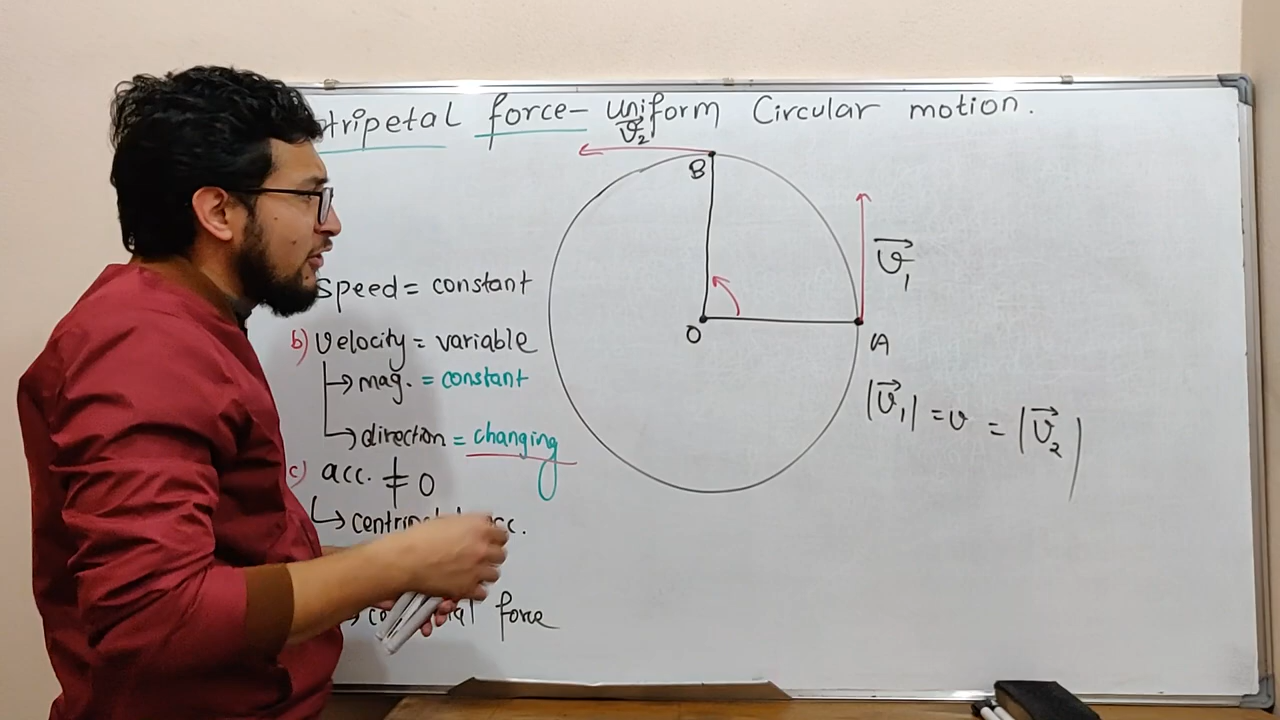 tripetal force- uniform Circular motion.
v⃗₂
B
speed = constant
v⃗₁
b) velocity = variable
O
A
↳ mag. = constant
|v⃗₁| = v = |v⃗₂|
↳ direction = changing
c) acc. ≠ 0
↳
force